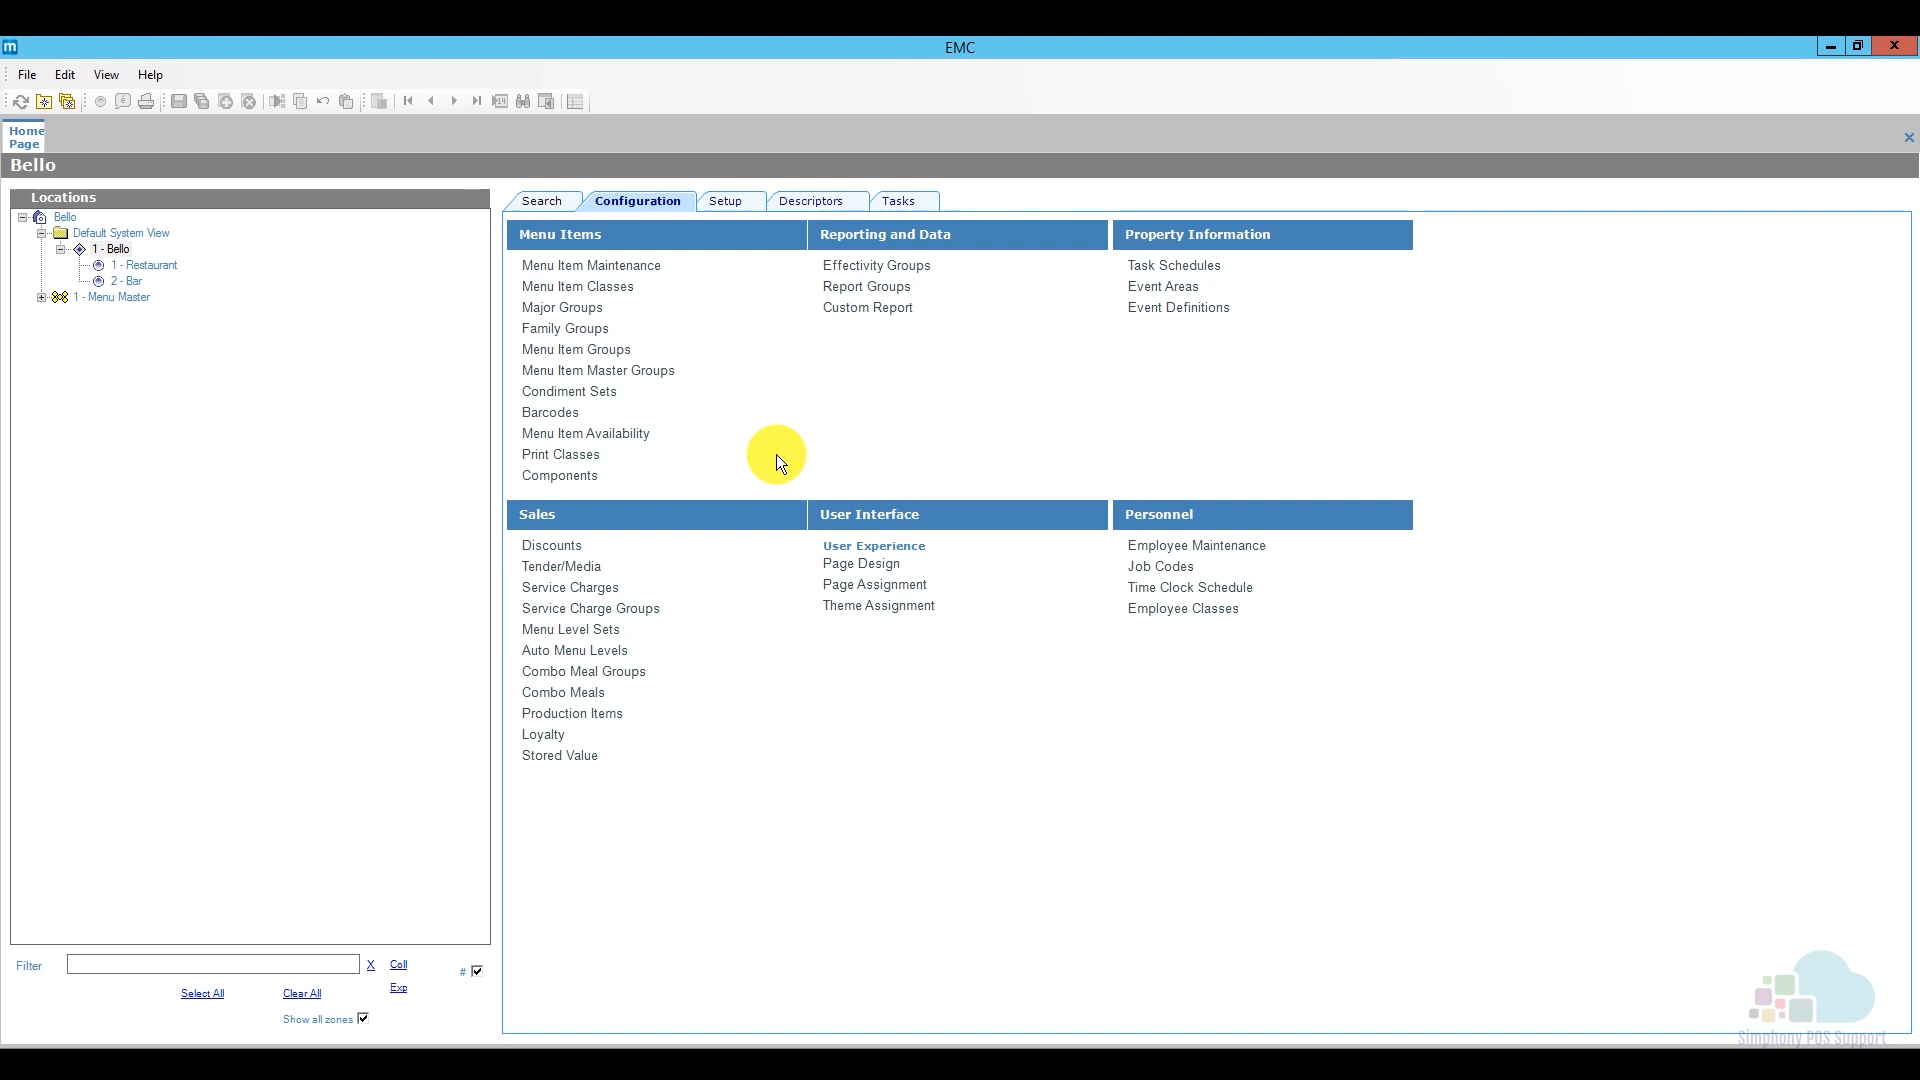 EMC
File Edit View Help
Home Page
Bello
Locations
Bello
Default System View
1 - Bello
1 - Restaurant
2 - Bar
1 - Menu Master
Filter
X
Coll
Exp
#
Select All
Clear All
Show all zones
Search Configuration Setup Descriptors Tasks
Menu Items
Menu Item Maintenance
Menu Item Classes
Major Groups
Family Groups
Menu Item Groups
Menu Item Master Groups
Condiment Sets
Barcodes
Menu Item Availability
Print Classes
Components
Reporting and Data
Effectivity Groups
Report Groups
Custom Report
Property Information
Task Schedules
Event Areas
Event Definitions
Sales
Discounts
Tender/Media
Service Charges
Service Charge Groups
Menu Level Sets
Auto Menu Levels
Combo Meal Groups
Combo Meals
Production Items
Loyalty
Stored Value
User Interface
User Experience
Page Design
Page Assignment
Theme Assignment
Personnel
Employee Maintenance
Job Codes
Time Clock Schedule
Employee Classes
Simphony POS Support